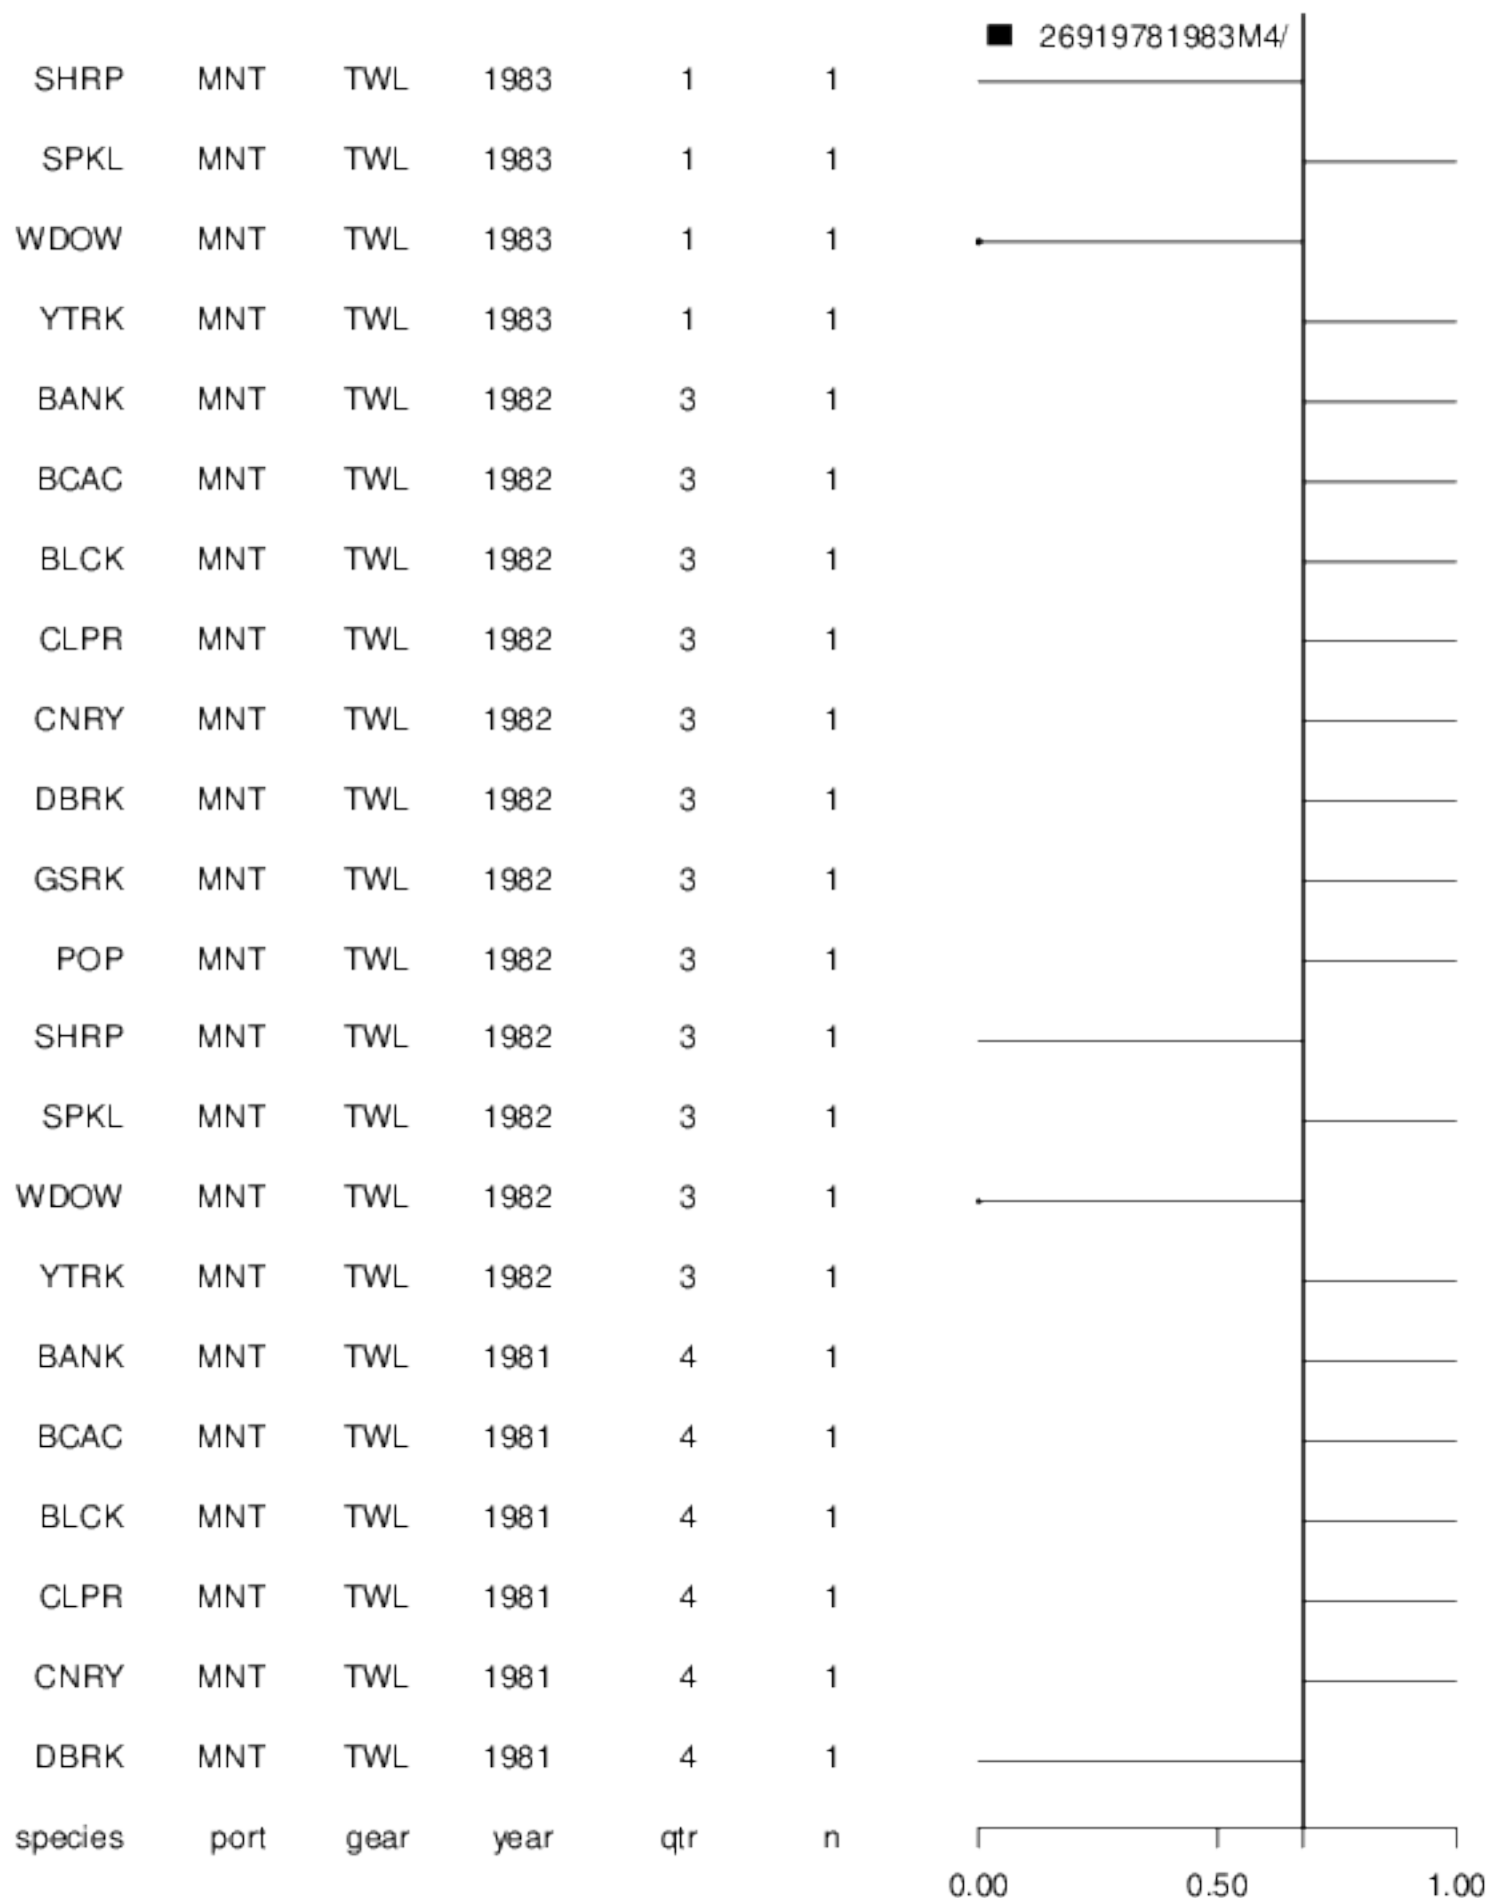 26919781983M4/
SHRP MNT TWL 1983 1 1
SPKL MNT TWL 1983 1 1
WDOW MNT TWL 1983 1 1
YTRK MNT TWL 1983 1 1
BANK MNT TWL 1982 3 1
BCAC MNT TWL 1982 3 1
BLCK MNT TWL 1982 3 1
CLPR MNT TWL 1982 3 1
CNRY MNT TWL 1982 3 1
DBRK MNT TWL 1982 3 1
GSRK MNT TWL 1982 3 1
POP MNT TWL 1982 3 1
SHRP MNT TWL 1982 3 1
SPKL MNT TWL 1982 3 1
WDOW MNT TWL 1982 3 1
YTRK MNT TWL 1982 3 1
BANK MNT TWL 1981 4 1
BCAC MNT TWL 1981 4 1
BLCK MNT TWL 1981 4 1
CLPR MNT TWL 1981 4 1
CNRY MNT TWL 1981 4 1
DBRK MNT TWL 1981 4 1
species port gear year qtr n
0.00 0.50 1.00